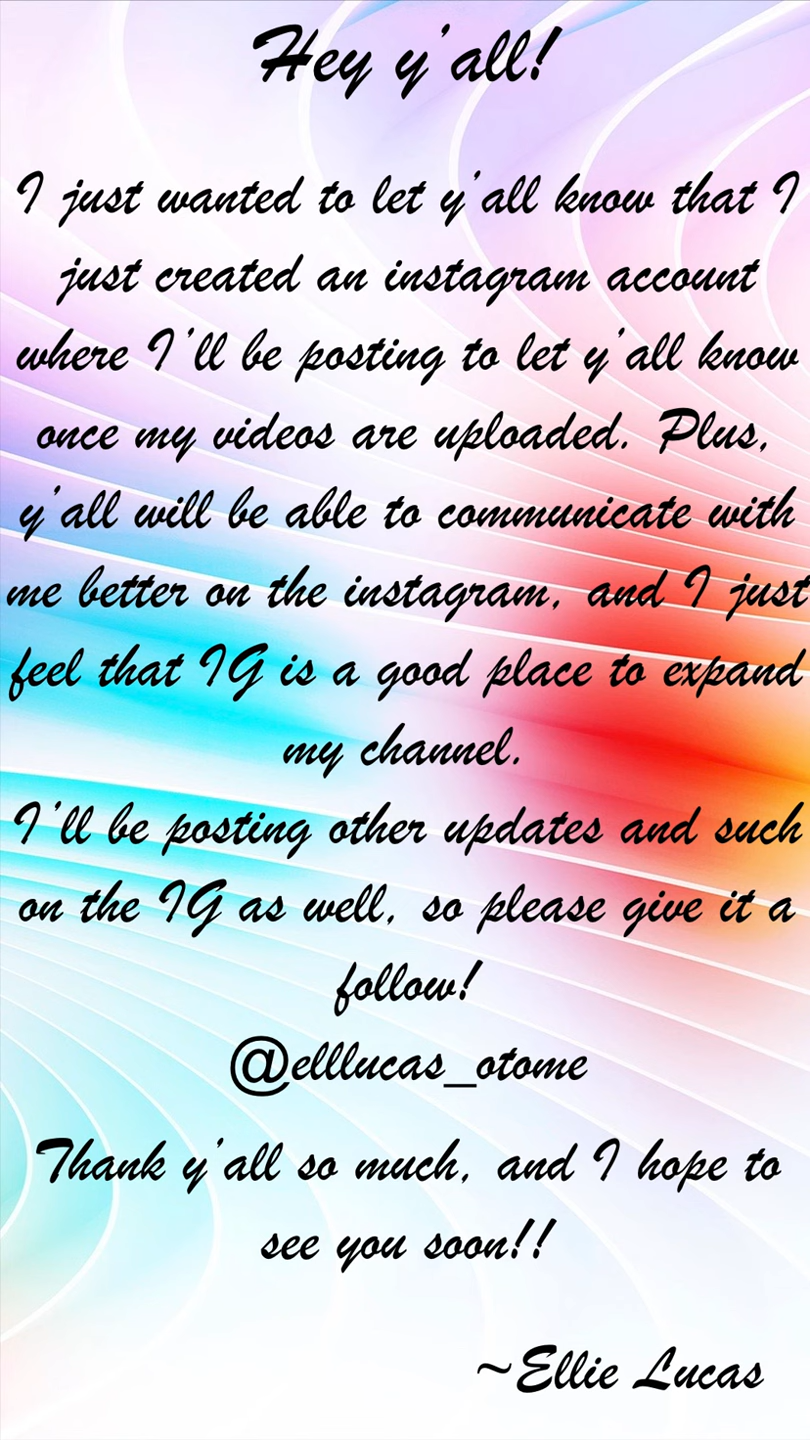 Hey y'all!
I just wanted to let y'all know that I
just created an instagram account
where I'll be posting to let y'all know
once my videos are uploaded. Plus,
y'all will be able to communicate with
me better on the instagram, and I just
feel that IG is a good place to expand
my channel.
I'll be posting other updates and such
on the IG as well, so please give it a
follow!
@elllucas_otome
Thank y'all so much, and I hope to
see you soon!!
~Ellie Lucas